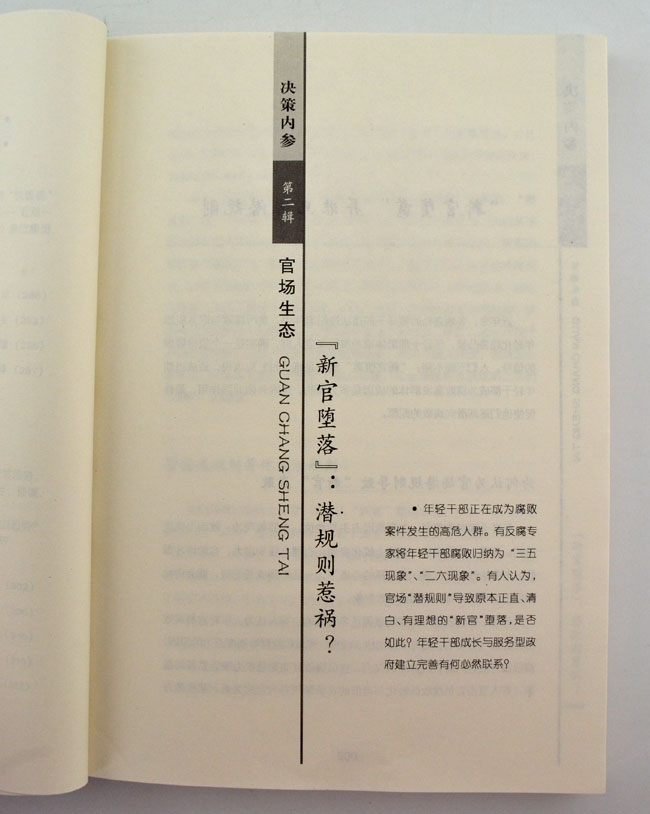 决策内参
第二辑
官场生态 GUAN CHANG SHENG TAI
『新官堕落』：潜规则惹祸？
• 年轻干部正在成为腐败
案件发生的高危人群。有反腐专
家将年轻干部腐败归纳为“三五
现象”、“二六现象”。有人认为，
官场“潜规则”导致原本正直、清
白、有理想的“新官”堕落，是否
如此？年轻干部成长与服务型政
府建立完善有何必然联系？